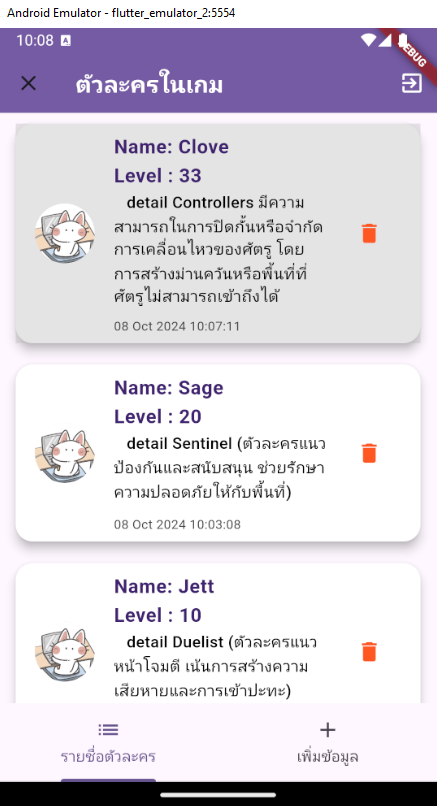 Android Emulator - flutter_emulator_2:5554
10:08 A
DEBUG
ตัวละครในเกม
Name: Clove
Level : 33
detail Controllers มีความ
สามารถในการปิดกั้นหรือจำกัด
การเคลื่อนไหวของศัตรู โดย
การสร้างม่านควันหรือพื้นที่ที่
ศัตรูไม่สามารถเข้าถึงได้
08 Oct 2024 10:07:11
Name: Sage
Level : 20
detail Sentinel (ตัวละครแนว
ป้องกันและสนับสนุน ช่วยรักษา
ความปลอดภัยให้กับพื้นที่)
08 Oct 2024 10:03:08
Name: Jett
Level : 10
detail Duelist (ตัวละครแนว
หน้าโจมตี เน้นการสร้างความ
เสียหายและการเข้าปะทะ)
รายชื่อตัวละคร
เพิ่มข้อมูล